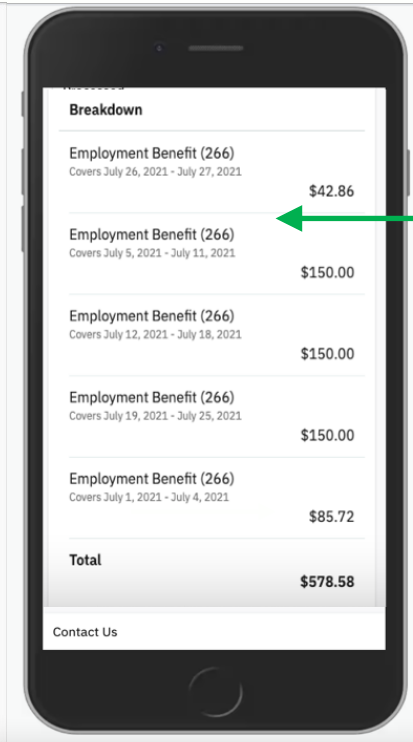 Breakdown
Employment Benefit (266)
Covers July 26, 2021 - July 27, 2021
$42.86
Employment Benefit (266)
Covers July 5, 2021 - July 11, 2021
$150.00
Employment Benefit (266)
Covers July 12, 2021 - July 18, 2021
$150.00
Employment Benefit (266)
Covers July 19, 2021 - July 25, 2021
$150.00
Employment Benefit (266)
Covers July 1, 2021 - July 4, 2021
$85.72
Total
$578.58
Contact Us